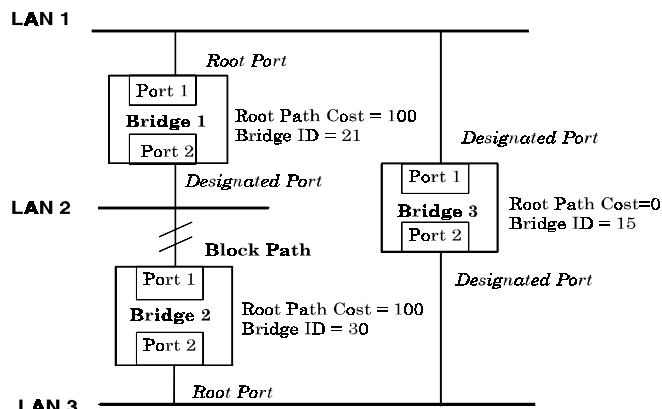 LAN 1
Root Port
Port 1
Bridge 1
Port 2
Root Path Cost = 100
Bridge ID = 21
Designated Port
LAN 2
Block Path
Port 1
Bridge 2
Port 2
Root Path Cost = 100
Bridge ID = 30
Root Port
LAN 3
Designated Port
Port 1
Bridge 3
Port 2
Root Path Cost=0
Bridge ID = 15
Designated Port